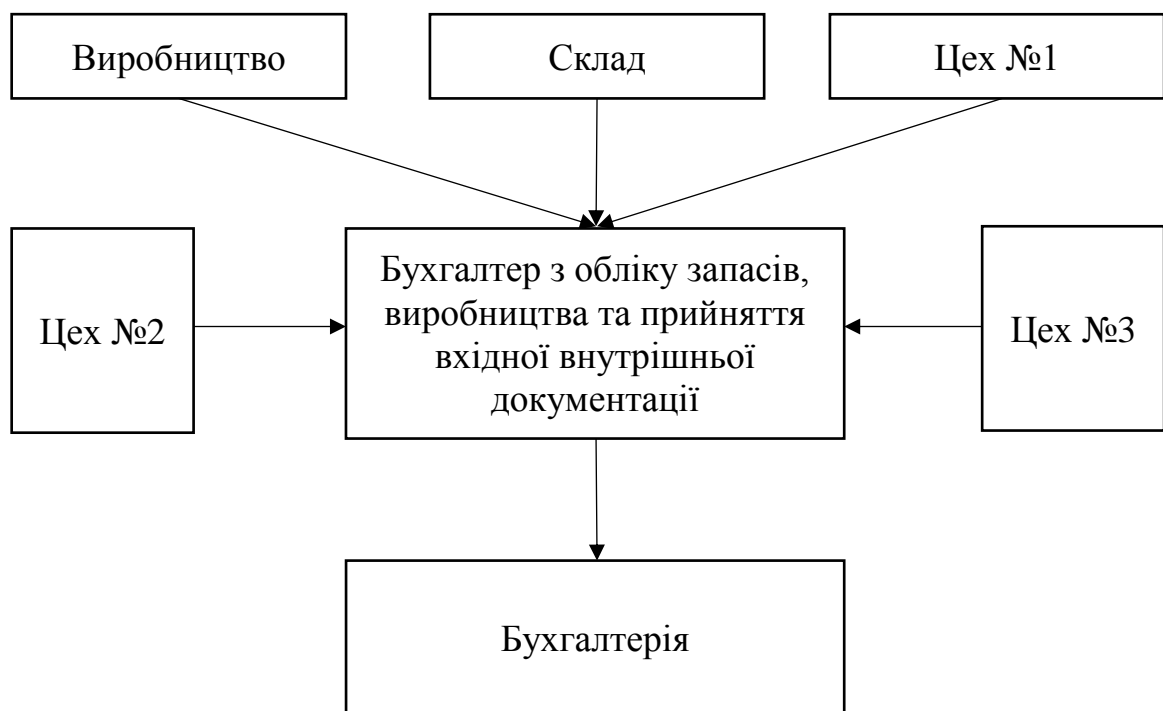 Виробництво
Склад
Цех №1
Цех №2
Бухгалтер з обліку запасів,
виробництва та прийняття
вхідної внутрішньої
документації
Цех №3
Бухгалтерія